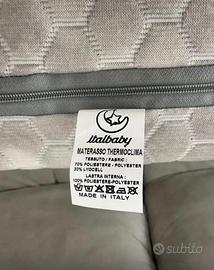 italbaby
MATERASSO THERMOCLIMA
TESSUTO / FABRIC :
70% POLIESTERE-POLYESTER
30% LYOCELL
LASTRA INTERNA :
100% POLIESTERE - POLYESTER
MADE IN ITALY
subito